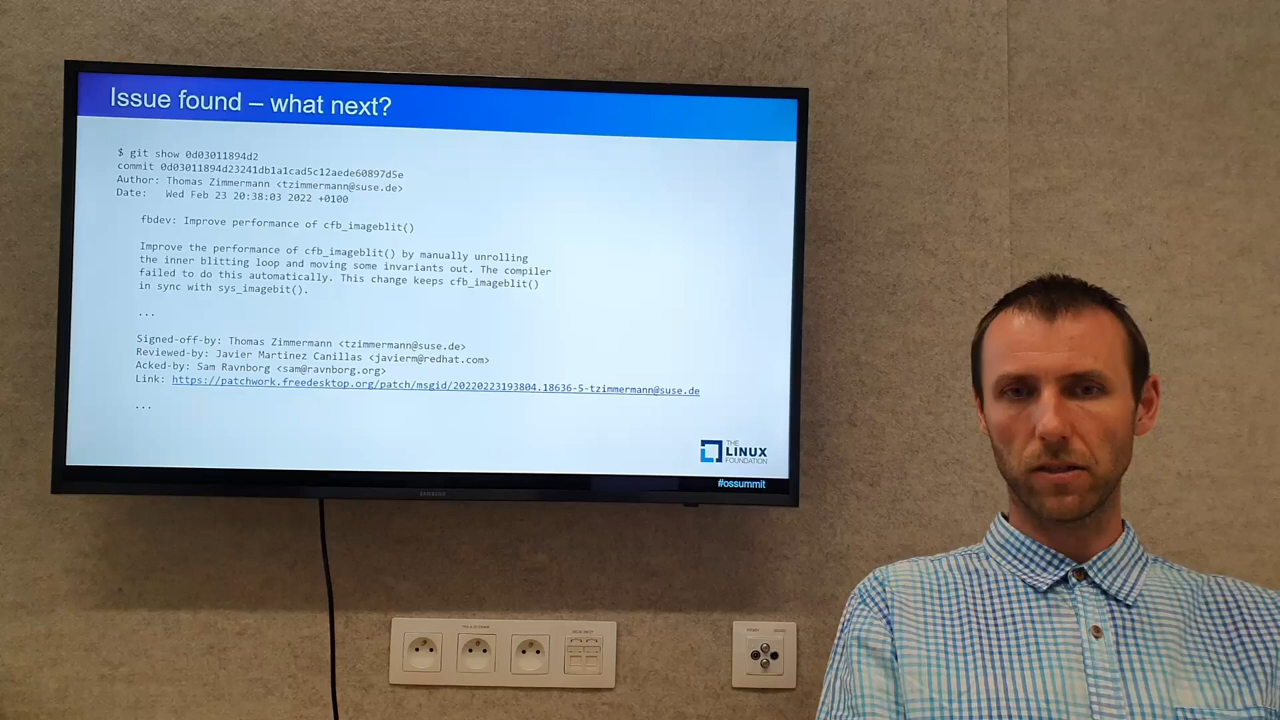 Issue found – what next?
$ git show 0d03011894d2
commit 0d03011894d23241db1a1cad5c12aede60897d5e
Author: Thomas Zimmermann <tzimmermann@suse.de>
Date:   Wed Feb 23 20:38:03 2022 +0100
fbdev: Improve performance of cfb_imageblit()
Improve the performance of cfb_imageblit() by manually unrolling
the inner blitting loop and moving some invariants out. The compiler
failed to do this automatically. This change keeps cfb_imageblit()
in sync with sys_imagebit().
...
Signed-off-by: Thomas Zimmermann <tzimmermann@suse.de>
Reviewed-by: Javier Martinez Canillas <javierm@redhat.com>
Acked-by: Sam Ravnborg <sam@ravnborg.org>
Link: https://patchwork.freedesktop.org/patch/msgid/20220223193804.18636-5-tzimmermann@suse.de
...
THE
LINUX
FOUNDATION
#ossummit
SAMSUNG